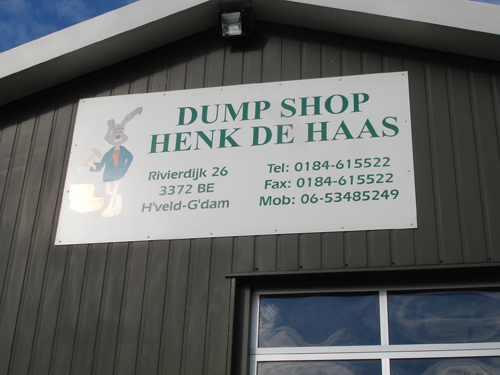 DUMP SHOP
HENK DE HAAS
Rivierdijk 26
3372 BE
H'veld-G'dam
Tel: 0184-615522
Fax: 0184-615522
Mob: 06-53485249